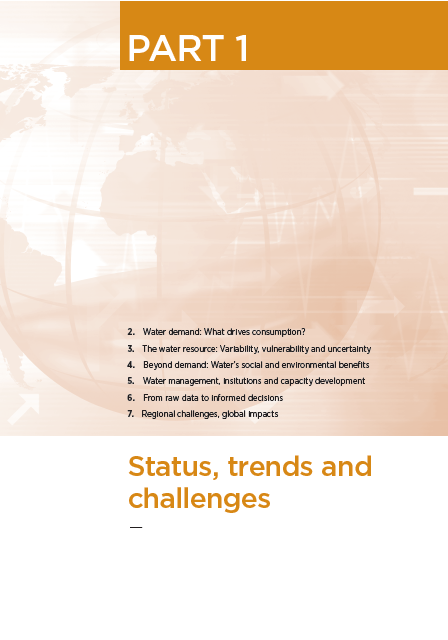 PART 1
2. Water demand: What drives consumption?
3. The water resource: Variability, vulnerability and uncertainty
4. Beyond demand: Water's social and environmental benefits
5. Water management, insitutions and capacity development
6. From raw data to informed decisions
7. Regional challenges, global impacts
Status, trends and
challenges
—